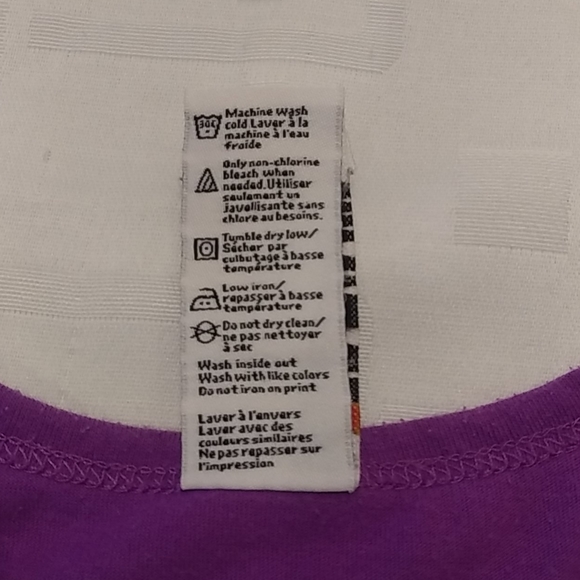 30C
Machine Wash
cold Laver à la
machine à l'eau
froide
Only non-chlorine
bleach when
needed. Utiliser
seulement un
javellisante sans
chlore au besoins.
Tumble dry low/
Sécher par
culbutage à basse
température
Low iron/
repasser à basse
température
Do not dry clean/
ne pas nettoyer
à sec
Wash inside out
Wash with like colors
Do not iron on print
Laver à l'envers
Laver avec des
couleurs similaires
Ne pas repasser sur
l'impression